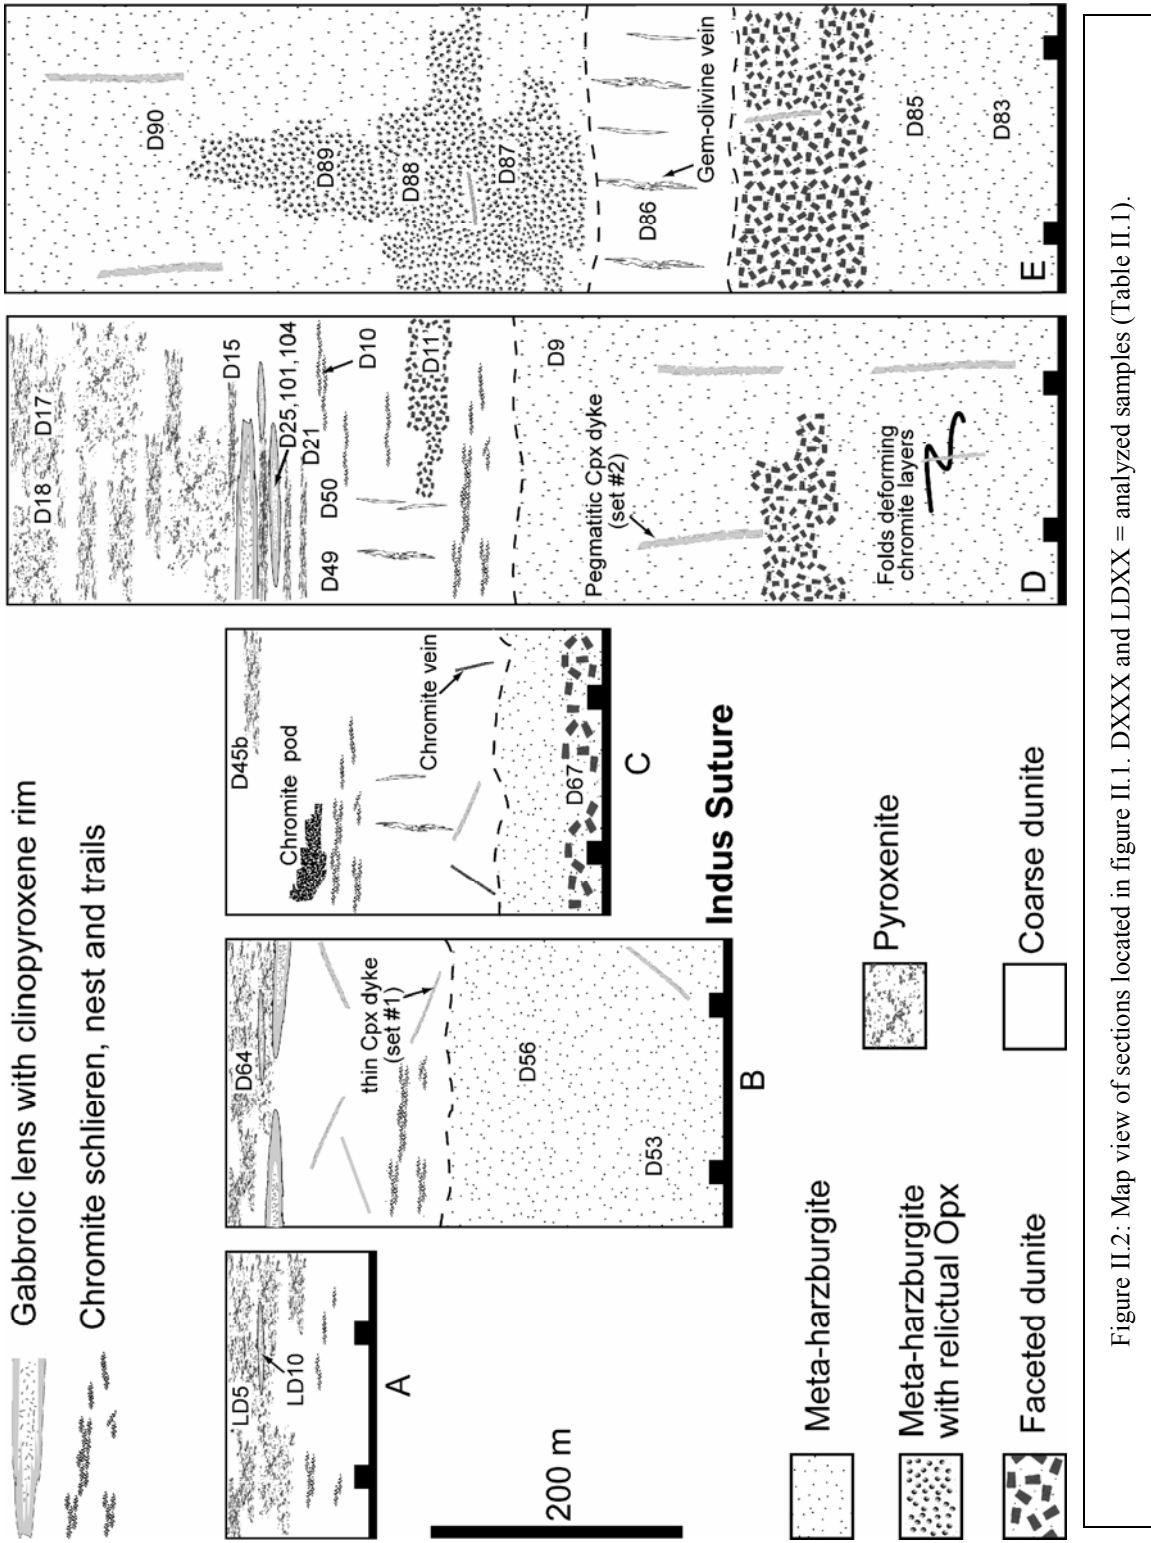 Gabbroic lens with clinopyroxene rim
Chromite schlieren, nest and trails
LD5
LD10
A
D64
thin Cpx dyke
(set #1)
D56
D53
B
D45b
Chromite pod
Chromite vein
D67
C
Indus Suture
D18
D17
D15
D25,101,104
D21
D10
D11
D50
D49
D9
Pegmatitic Cpx dyke
(set #2)
Folds deforming
chromite layers
D
D90
D89
D88
D87
D86
Gem-olivine vein
D85
D83
E
200 m
Meta-harzburgite
Meta-harzburgite
with relictual Opx
Faceted dunite
Pyroxenite
Coarse dunite
Figure II.2: Map view of sections located in figure II.1. DXXX and LDXX = analyzed samples (Table II.1).